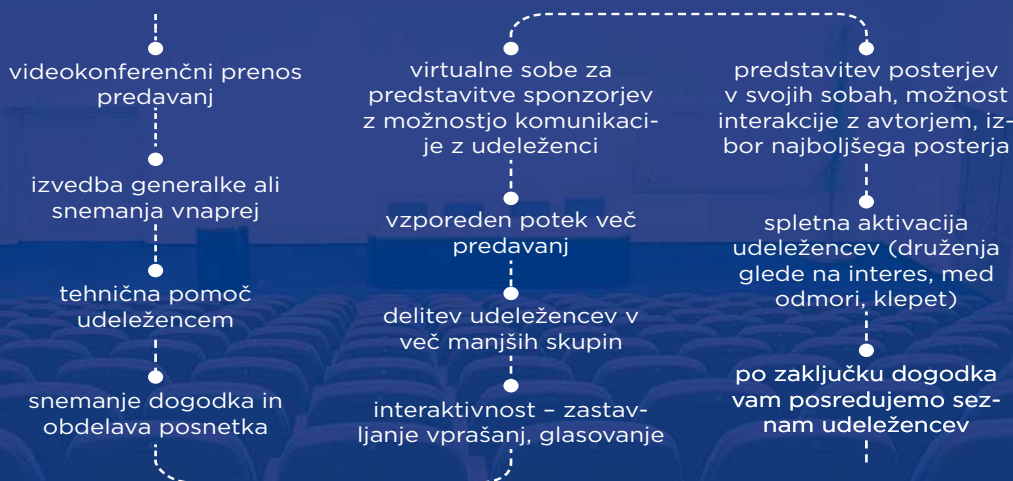 videokonferenčni prenos
predavanj
izvedba generalke ali
snemanja vnaprej
tehnična pomoč
udeležencem
snemanje dogodka in
obdelava posnetka
virtualne sobe za
predstavitve sponzorjev
z možnostjo komunikaci-
je z udeleženci
vzporeden potek več
predavanj
delitev udeležencev v
več manjših skupin
interaktivnost – zastav-
ljanje vprašanj, glasovanje
predstavitev posterjev
v svojih sobah, možnost
interakcije z avtorjem, iz-
bor najboljšega posterja
spletna aktivacija
udeležencev (druženja
glede na interes, med
odmori, klepet)
po zaključku dogodka
vam posredujemo sez-
nam udeležencev